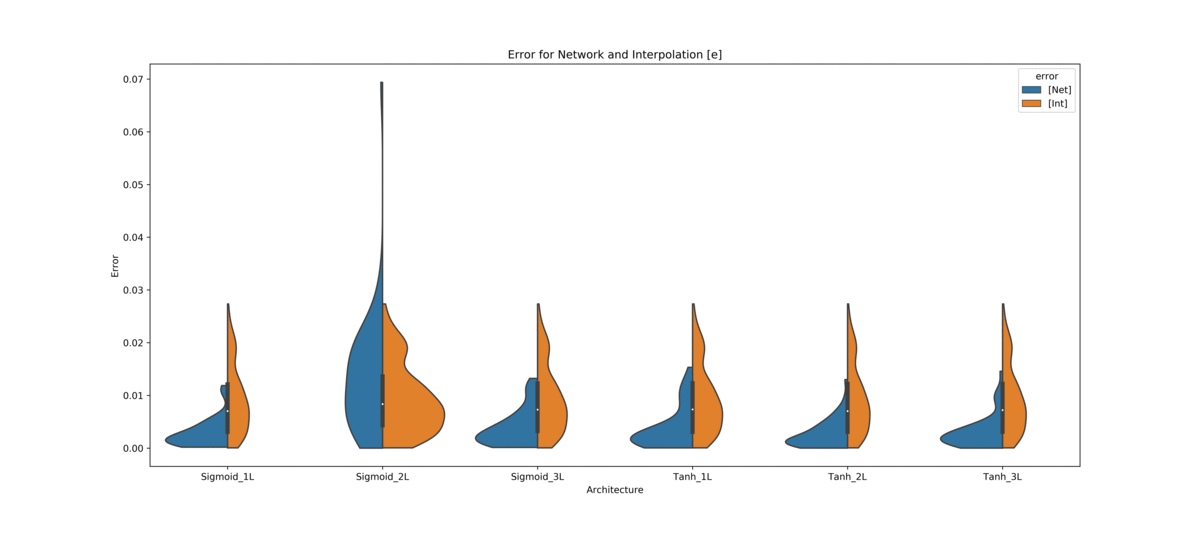 Error for Network and Interpolation [e]
error
[Net]
[Int]
0.07
0.06
0.05
0.04
0.03
0.02
0.01
0.00
Error
Sigmoid_1L
Sigmoid_2L
Sigmoid_3L
Tanh_1L
Tanh_2L
Tanh_3L
Architecture